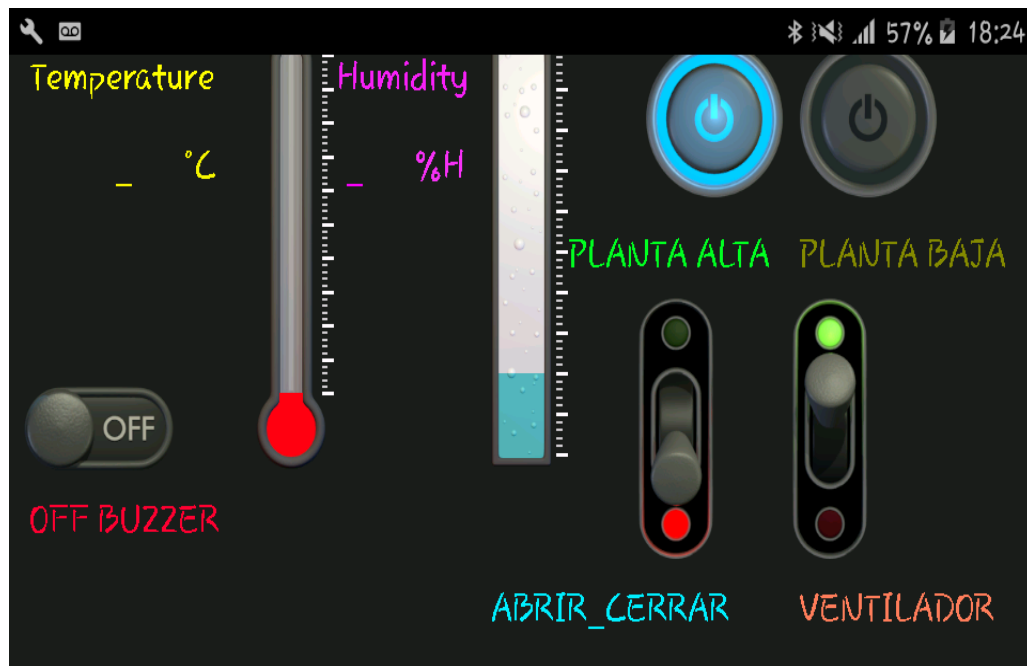 57% 18:24
Temperature
Humidity
_ °C
_ %H
PLANTA ALTA
PLANTA BAJA
OFF
OFF BUZZER
ABRIR_CERRAR
VENTILADOR